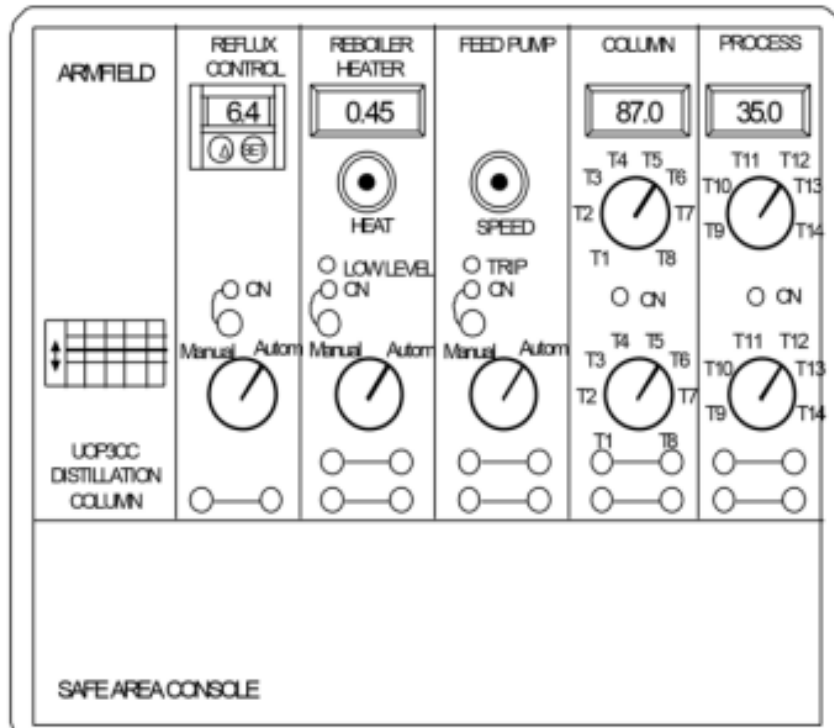 ARMFIELD
UOP3CC
DISTILLATION
COLUMN
REFLUX
CONTROL
6.4
Δ SET
ON
Manual Autom
REBOILER
HEATER
0.45
HEAT
LOW LEVEL
ON
Manual Autom
FEED PUMP
SPEED
TRIP
ON
Manual Autom
COLUMN
87.0
T4 T5
T3 T6
T2 T7
T1 T8
ON
T4 T5
T3 T6
T2 T7
T1 T8
PROCESS
35.0
T11 T12
T10 T13
T9 T14
ON
T11 T12
T10 T13
T9 T14
SAFE AREA CONSOLE